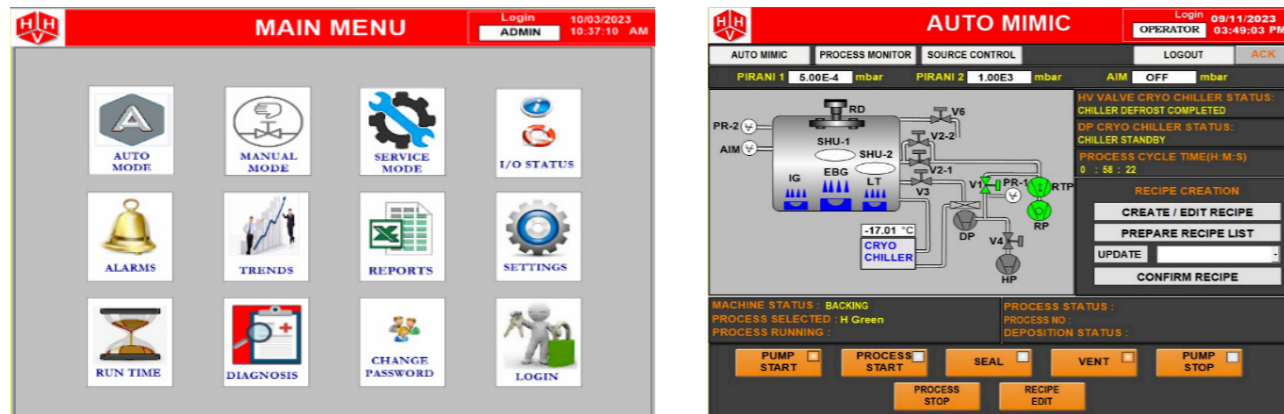 HHV
MAIN MENU
Login
ADMIN
10/03/2023
10:37:10 AM
AUTO
MODE
MANUAL
MODE
SERVICE
MODE
I/O STATUS
ALARMS
TRENDS
REPORTS
SETTINGS
RUN TIME
DIAGNOSIS
CHANGE
PASSWORD
LOGIN
HHV
AUTO MIMIC
Login
OPERATOR
09/11/2023
03:49:03 PM
AUTO MIMIC PROCESS MONITOR SOURCE CONTROL LOGOUT ACK
PIRANI 1 5.00E-4 mbar PIRANI 2 1.00E3 mbar AIM OFF mbar
HV VALVE CRYO CHILLER STATUS:
CHILLER DEFROST COMPLETED
DP CRYO CHILLER STATUS:
CHILLER STANDBY
PROCESS CYCLE TIME(H:M:S)
0 : 58 : 22
RECIPE CREATION
CREATE / EDIT RECIPE
PREPARE RECIPE LIST
UPDATE
CONFIRM RECIPE
RD
V6
PR-2
AIM
SHU-1
SHU-2
V2-2
V2-1
IG
EBG
LT
V3
V1
PR-1
RTP
RP
DP
V4
HP
-17.01 °C
CRYO
CHILLER
MACHINE STATUS : BACKING
PROCESS SELECTED : H Green
PROCESS RUNNING :
PROCESS STATUS :
PROCESS NO :
DEPOSITION STATUS :
PUMP
START
PROCESS
START
SEAL
VENT
PUMP
STOP
PROCESS
STOP
RECIPE
EDIT